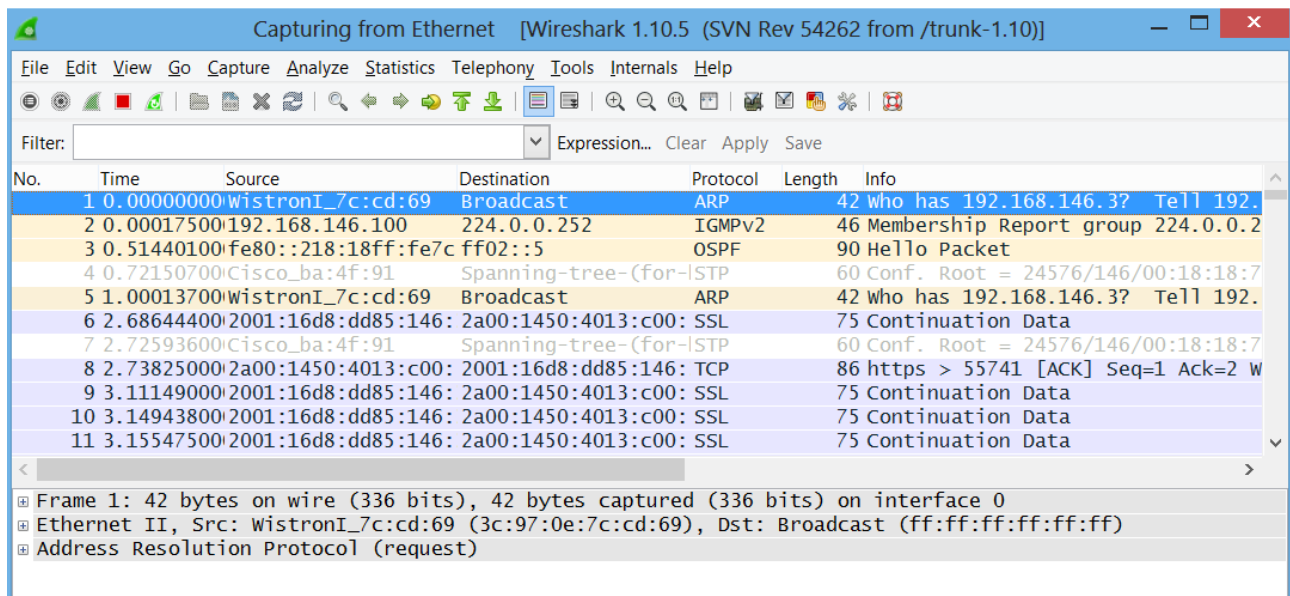 Capturing from Ethernet [Wireshark 1.10.5 (SVN Rev 54262 from /trunk-1.10)]
File Edit View Go Capture Analyze Statistics Telephony Tools Internals Help
Filter: Expression... Clear Apply Save
No. Time Source Destination Protocol Length Info
1 0.00000000 WistronI_7c:cd:69 Broadcast ARP 42 Who has 192.168.146.3? Tell 192.
2 0.00017500 192.168.146.100 224.0.0.252 IGMPv2 46 Membership Report group 224.0.0.2
3 0.51440100 fe80::218:18ff:fe7c ff02::5 OSPF 90 Hello Packet
4 0.72150700 Cisco_ba:4f:91 Spanning-tree-(for- STP 60 Conf. Root = 24576/146/00:18:18:7
5 1.00013700 WistronI_7c:cd:69 Broadcast ARP 42 Who has 192.168.146.3? Tell 192.
6 2.68644400 2001:16d8:dd85:146: 2a00:1450:4013:c00: SSL 75 Continuation Data
7 2.72593600 Cisco_ba:4f:91 Spanning-tree-(for- STP 60 Conf. Root = 24576/146/00:18:18:7
8 2.73825000 2a00:1450:4013:c00: 2001:16d8:dd85:146: TCP 86 https > 55741 [ACK] Seq=1 Ack=2 W
9 3.11149000 2001:16d8:dd85:146: 2a00:1450:4013:c00: SSL 75 Continuation Data
10 3.14943800 2001:16d8:dd85:146: 2a00:1450:4013:c00: SSL 75 Continuation Data
11 3.15547500 2001:16d8:dd85:146: 2a00:1450:4013:c00: SSL 75 Continuation Data
Frame 1: 42 bytes on wire (336 bits), 42 bytes captured (336 bits) on interface 0
Ethernet II, Src: WistronI_7c:cd:69 (3c:97:0e:7c:cd:69), Dst: Broadcast (ff:ff:ff:ff:ff:ff)
Address Resolution Protocol (request)